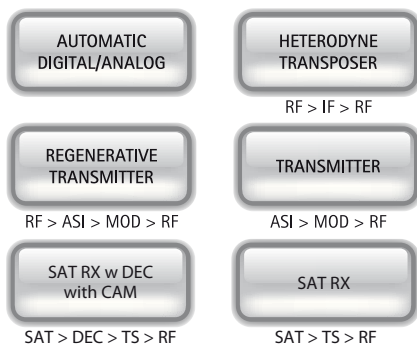 AUTOMATIC
DIGITAL/ANALOG
HETERODYNE
TRANSPOSER
RF > IF > RF
REGENERATIVE
TRANSMITTER
RF > ASI > MOD > RF
TRANSMITTER
ASI > MOD > RF
SAT RX w DEC
with CAM
SAT > DEC > TS > RF
SAT RX
SAT > TS > RF